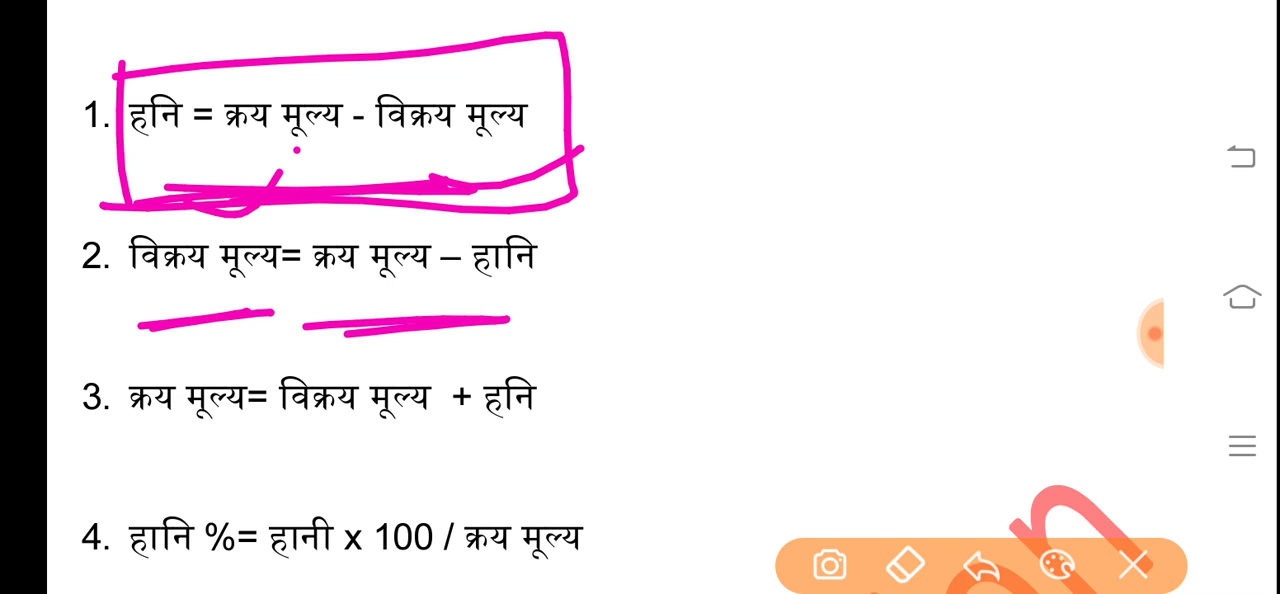 1. हनि = क्रय मूल्य - विक्रय मूल्य
2. विक्रय मूल्य= क्रय मूल्य – हानि
3. क्रय मूल्य= विक्रय मूल्य + हनि
4. हानि %= हानी x 100 / क्रय मूल्य